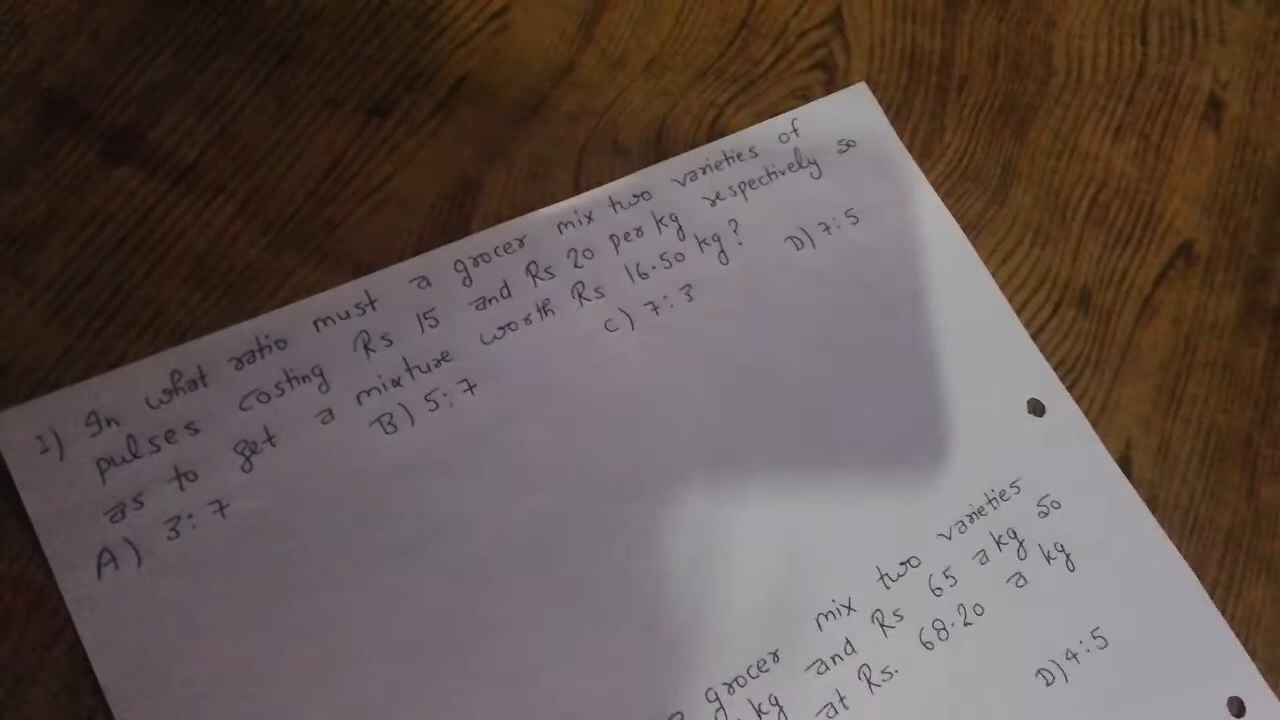 1) In what ratio must a grocer mix two varieties of
pulses costing Rs 15 and Rs 20 per kg respectively so
as to get a mixture worth Rs 16.50 kg?
A) 3:7 B) 5:7 C) 7:3 D) 7:5
grocer mix two varieties
kg and Rs 65 a kg so
at Rs. 68.20 a kg
D) 4:5